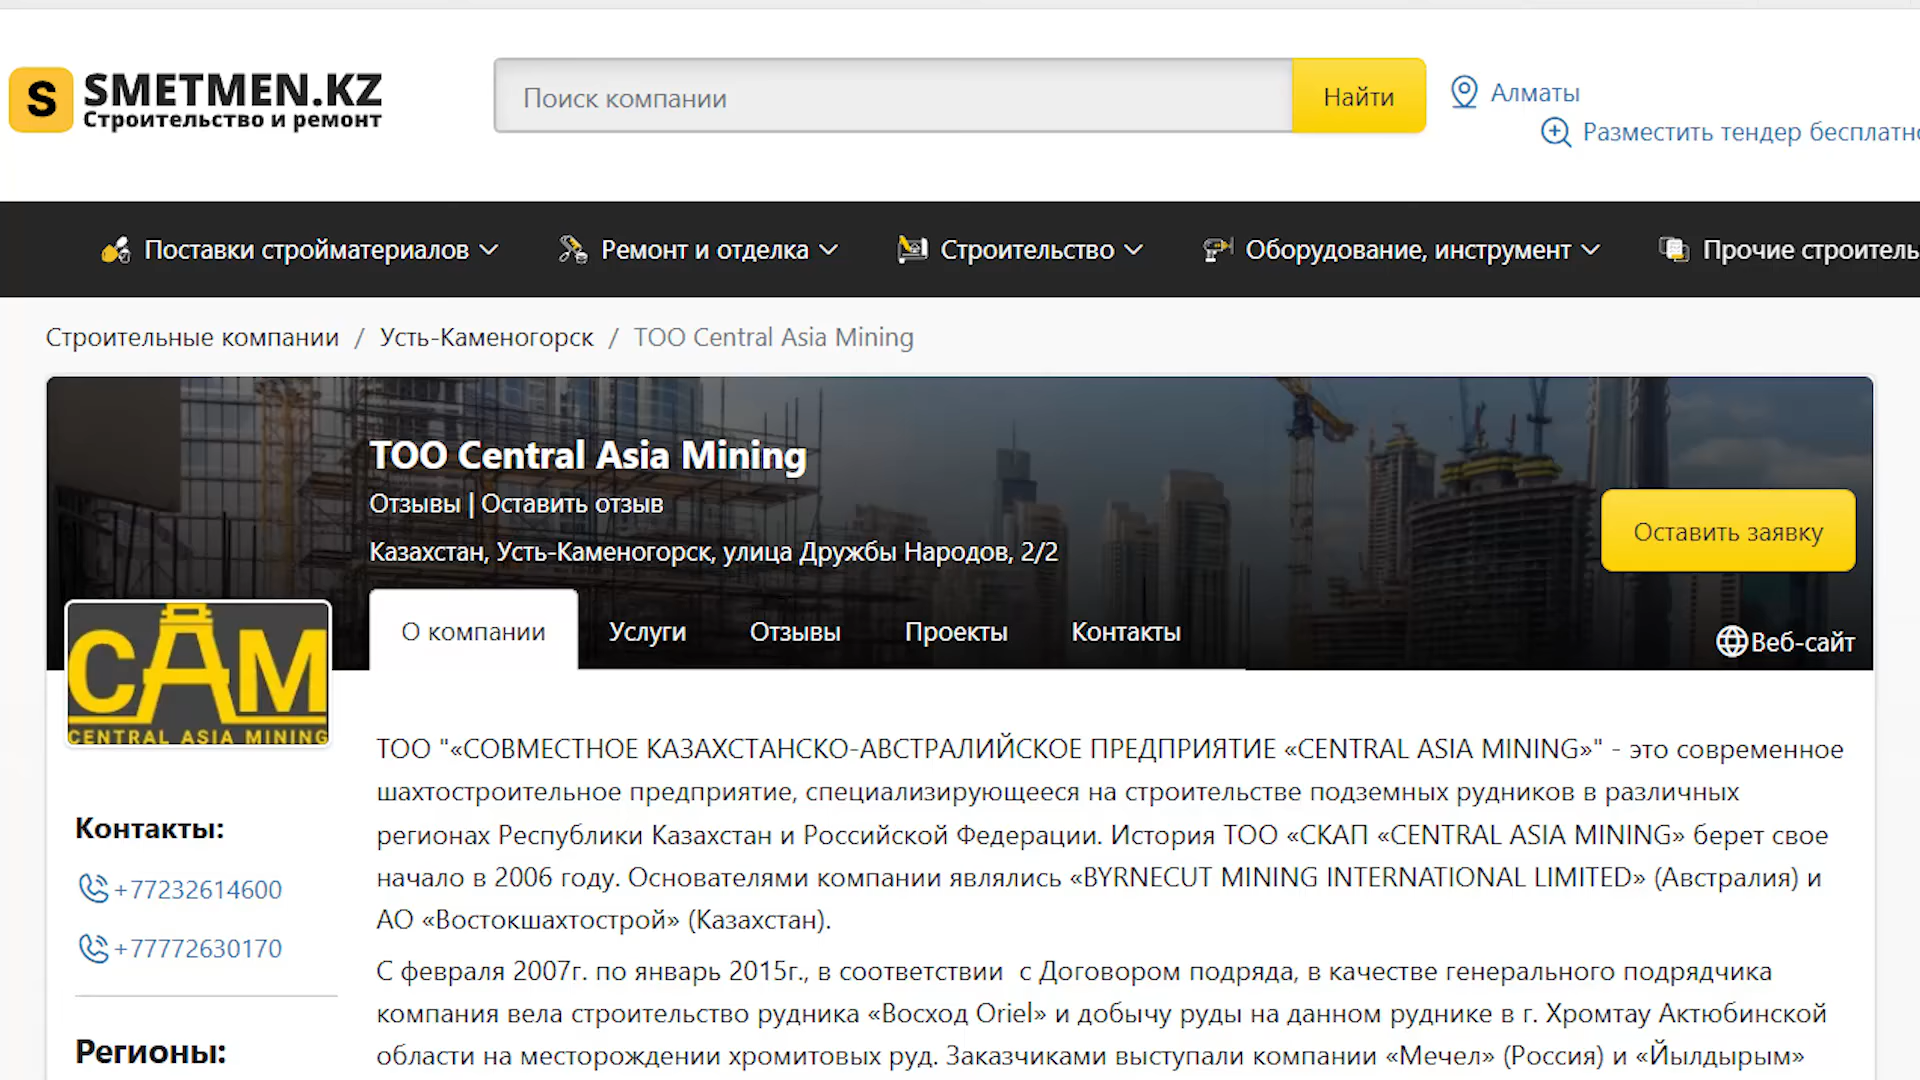 S SMETMEN.KZ
Строительство и ремонт
Поиск компании
Найти
Алматы
Разместить тендер бесплатно
Поставки стройматериалов
Ремонт и отделка
Строительство
Оборудование, инструмент
Прочие строитель
Строительные компании / Усть-Каменогорск / ТОО Central Asia Mining
ТОО Central Asia Mining
Отзывы | Оставить отзыв
Казахстан, Усть-Каменогорск, улица Дружбы Народов, 2/2
Оставить заявку
О компании
Услуги
Отзывы
Проекты
Контакты
Веб-сайт
CAM
CENTRAL ASIA MINING
Контакты:
+77232614600
+77772630170
Регионы:
ТОО "«СОВМЕСТНОЕ КАЗАХСТАНСКО-АВСТРАЛИЙСКОЕ ПРЕДПРИЯТИЕ «CENTRAL ASIA MINING»" - это современное
шахтостроительное предприятие, специализирующееся на строительстве подземных рудников в различных
регионах Республики Казахстан и Российской Федерации. История ТОО «СКАП «CENTRAL ASIA MINING» берет свое
начало в 2006 году. Основателями компании являлись «BYRNECUT MINING INTERNATIONAL LIMITED» (Австралия) и
АО «Востокшахтострой» (Казахстан).
С февраля 2007г. по январь 2015г., в соответствии с Договором подряда, в качестве генерального подрядчика
компания вела строительство рудника «Восход Oriel» и добычу руды на данном руднике в г. Хромтау Актюбинской
области на месторождении хромитовых руд. Заказчиками выступали компании «Мечел» (Россия) и «Йылдырым»